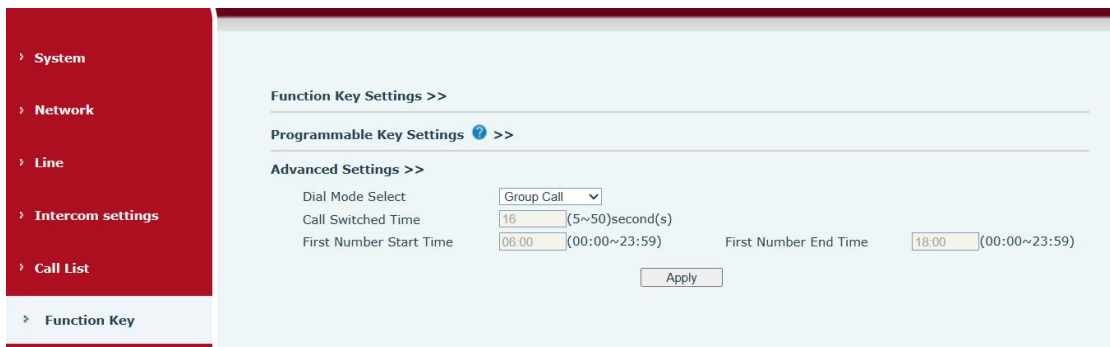 System
Network
Line
Intercom settings
Call List
Function Key
Function Key Settings >>
Programmable Key Settings ? >>
Advanced Settings >>
Dial Mode Select Group Call
Call Switched Time 16 (5~50)second(s)
First Number Start Time 06:00 (00:00~23:59) First Number End Time 18:00 (00:00~23:59)
Apply